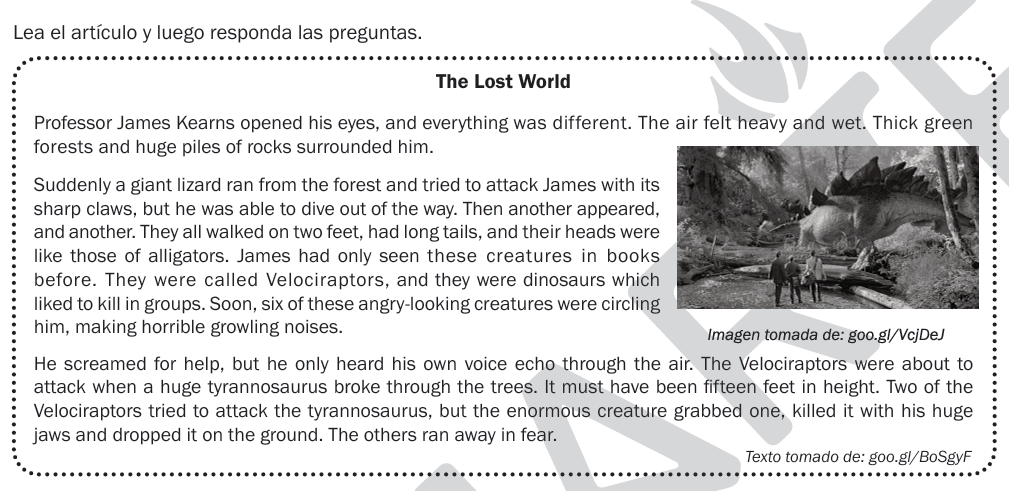 Lea el artículo y luego responda las preguntas.
The Lost World
Professor James Kearns opened his eyes, and everything was different. The air felt heavy and wet. Thick green
forests and huge piles of rocks surrounded him.
Suddenly a giant lizard ran from the forest and tried to attack James with its
sharp claws, but he was able to dive out of the way. Then another appeared,
and another. They all walked on two feet, had long tails, and their heads were
like those of alligators. James had only seen these creatures in books
before. They were called Velociraptors, and they were dinosaurs which
liked to kill in groups. Soon, six of these angry-looking creatures were circling
him, making horrible growling noises.
Imagen tomada de: goo.gl/VcjDeJ
He screamed for help, but he only heard his own voice echo through the air. The Velociraptors were about to
attack when a huge tyrannosaurus broke through the trees. It must have been fifteen feet in height. Two of the
Velociraptors tried to attack the tyrannosaurus, but the enormous creature grabbed one, killed it with his huge
jaws and dropped it on the ground. The others ran away in fear.
Texto tomado de: goo.gl/BoSgyF